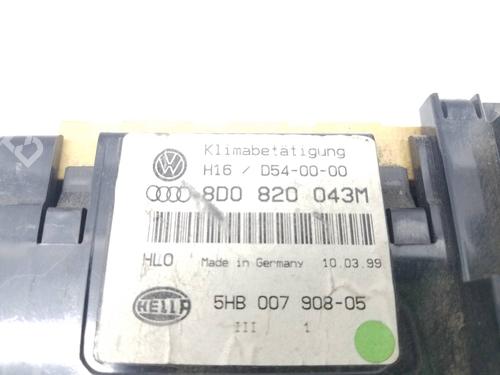 Klimabetätigung
H16 / D54-00-00
8D0 820 043M
HLO Made in Germany 10.03.99
HELLA 5HB 007 908-05
III 1